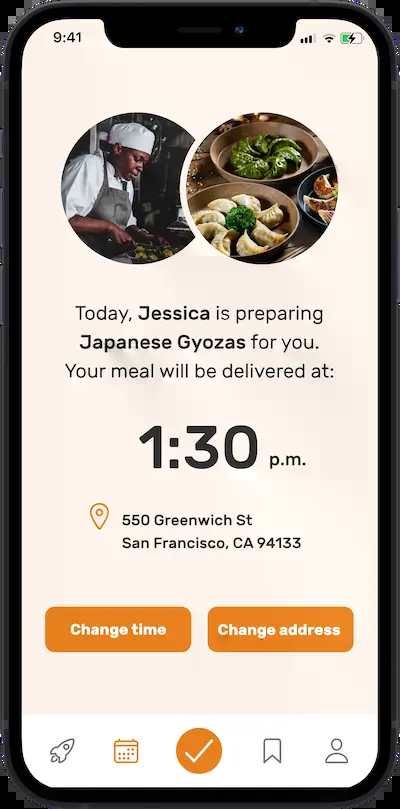 9:41
Today, Jessica is preparing
Japanese Gyozas for you.
Your meal will be delivered at:
1:30 p.m.
550 Greenwich St
San Francisco, CA 94133
Change time
Change address